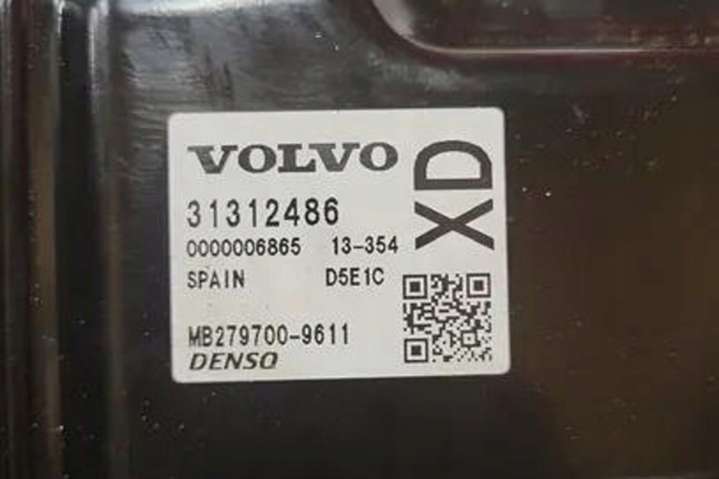 VOLVO
XD
31312486
0000006865 13-354
SPAIN D5E1C
MB279700-9611
DENSO